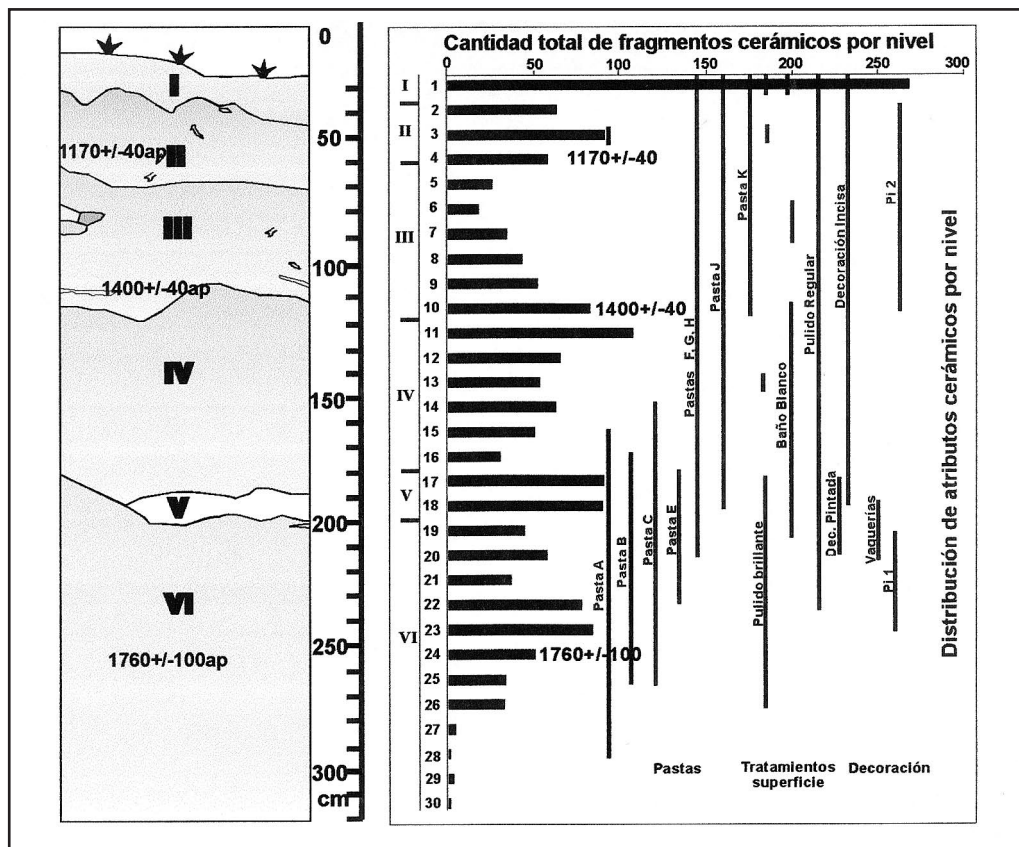 0
50
100
150
200
250
300
cm
I
II
III
IV
V
VI
1170+/-40ap
1400+/-40ap
1760+/-100ap
Cantidad total de fragmentos cerámicos por nivel
0 50 100 150 200 250 300
I
II
III
IV
V
VI
1
2
3
4
5
6
7
8
9
10
11
12
13
14
15
16
17
18
19
20
21
22
23
24
25
26
27
28
29
30
1170+/-40
1400+/-40
1760+/-100
Pasta A
Pasta B
Pasta C
Pasta E
Pastas F, G, H
Pasta J
Pasta K
Pulido brillante
Baño Blanco
Pulido Regular
Dec. Pintada
Decoración Incisa
Vaquerías
Pi 1
Pi 2
Pastas
Tratamientos
superficie
Decoración
Distribución de atributos cerámicos por nivel